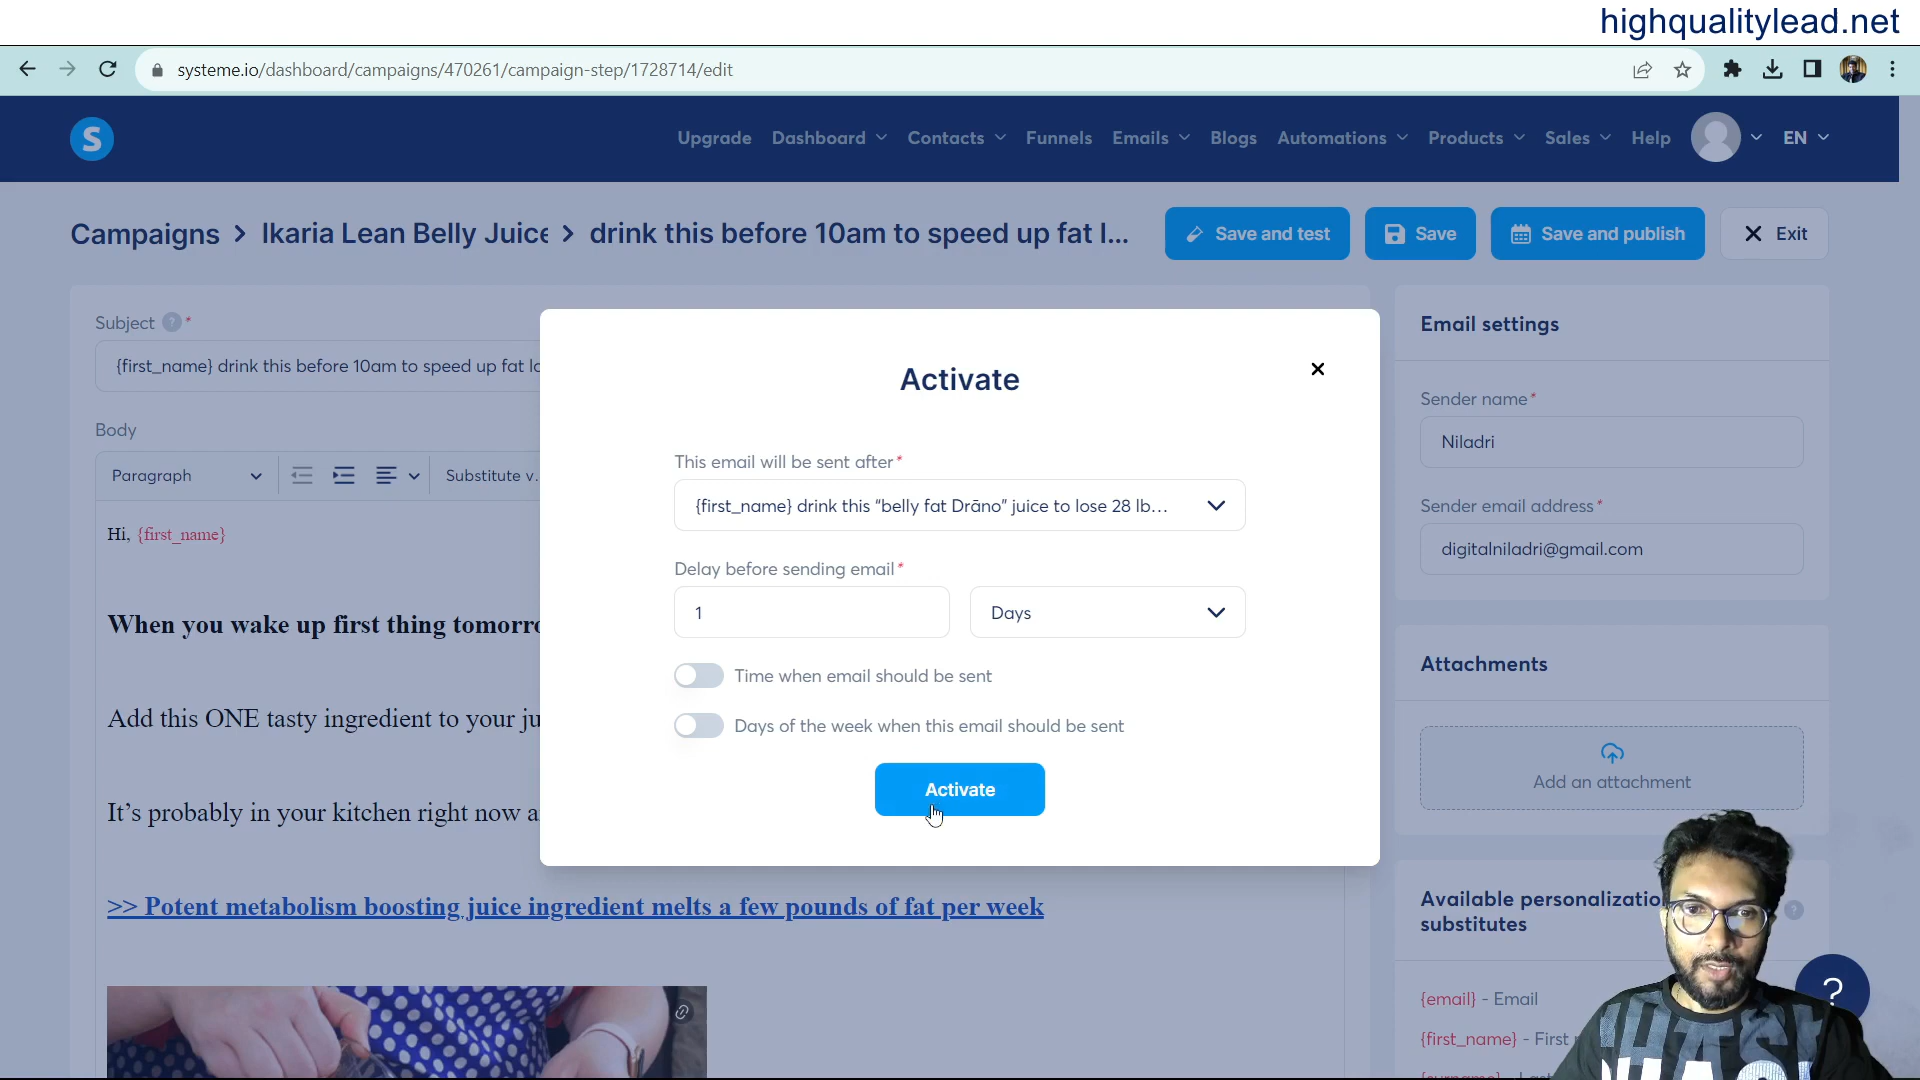 highqualitylead.net
systeme.io/dashboard/campaigns/470261/campaign-step/1728714/edit
S
Upgrade Dashboard Contacts Funnels Emails Blogs Automations Products Sales Help EN
Campaigns > Ikaria Lean Belly Juice > drink this before 10am to speed up fat l...
Save and test
Save
Save and publish
Exit
Subject ? *
{first_name} drink this before 10am to speed up fat lo
Body
Paragraph
Substitute v.
Hi, {first_name}
When you wake up first thing tomorro
Add this ONE tasty ingredient to your ju
It's probably in your kitchen right now a
>> Potent metabolism boosting juice ingredient melts a few pounds of fat per week
Activate
This email will be sent after*
{first_name} drink this “belly fat Drāno” juice to lose 28 lb...
Delay before sending email*
1
Days
Time when email should be sent
Days of the week when this email should be sent
Activate
Email settings
Sender name*
Niladri
Sender email address*
digitalniladri@gmail.com
Attachments
Add an attachment
Available personalization
substitutes
?
{email} - Email
{first_name} - First
?